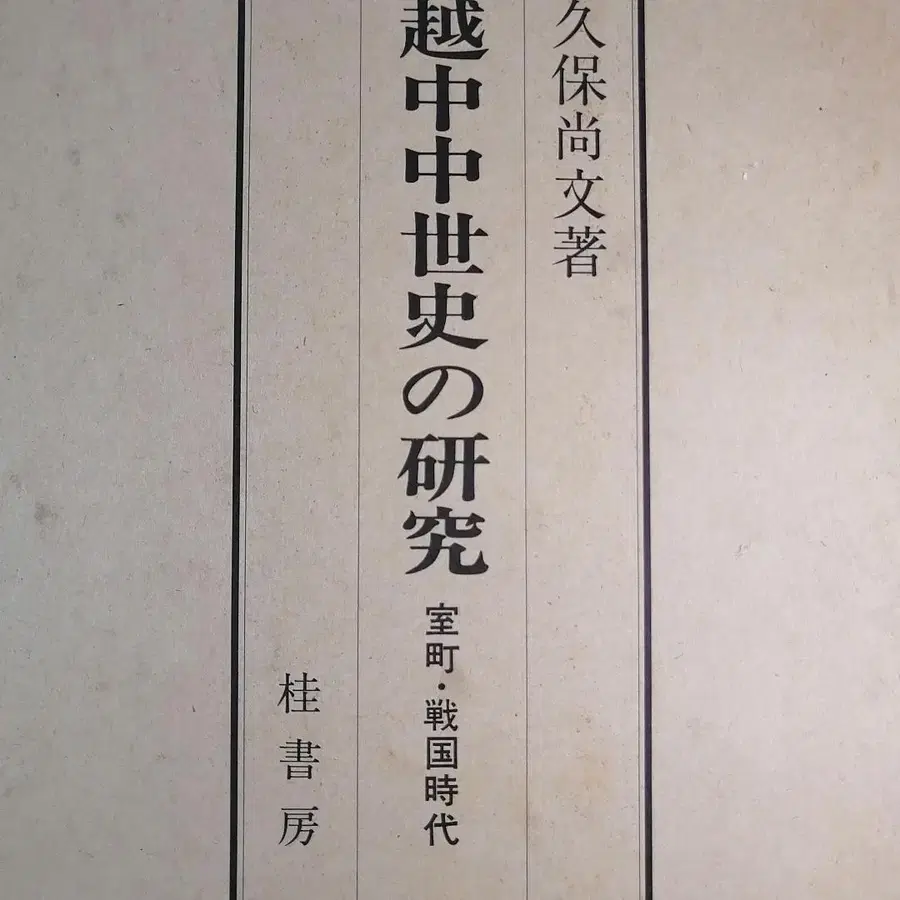 久保尚文著
越中中世史の研究
室町・戦国時代
桂書房